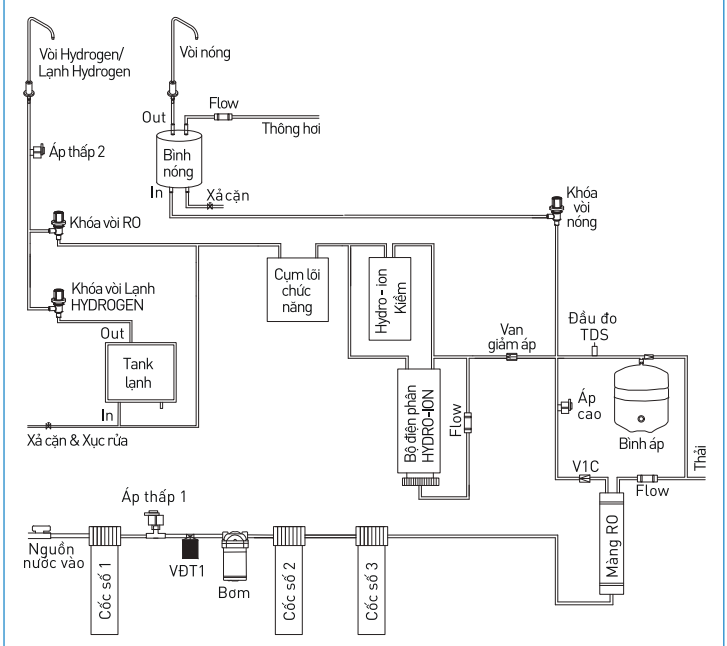 Vòi Hydrogen/
Lạnh Hydrogen
Vòi nóng
Out
Flow
Thông hơi
Áp thấp 2
Bình
nóng
In
Xả cặn
Khóa
vòi
nóng
Khóa vòi RO
Cụm lõi
chức
năng
Hydro-ion
Kiềm
Khóa vòi Lạnh
HYDROGEN
Out
Van
giảm áp
Đầu đo
TDS
Tank
lạnh
In
Bộ điện phân
HYDRO-ION
Flow
Áp
cao
Bình áp
Xả cặn & Xục rửa
V1C
Flow
Thải
Áp thấp 1
Nguồn
nước vào
Cốc số 1
VĐT1
Bơm
Cốc số 2
Cốc số 3
Màng RO